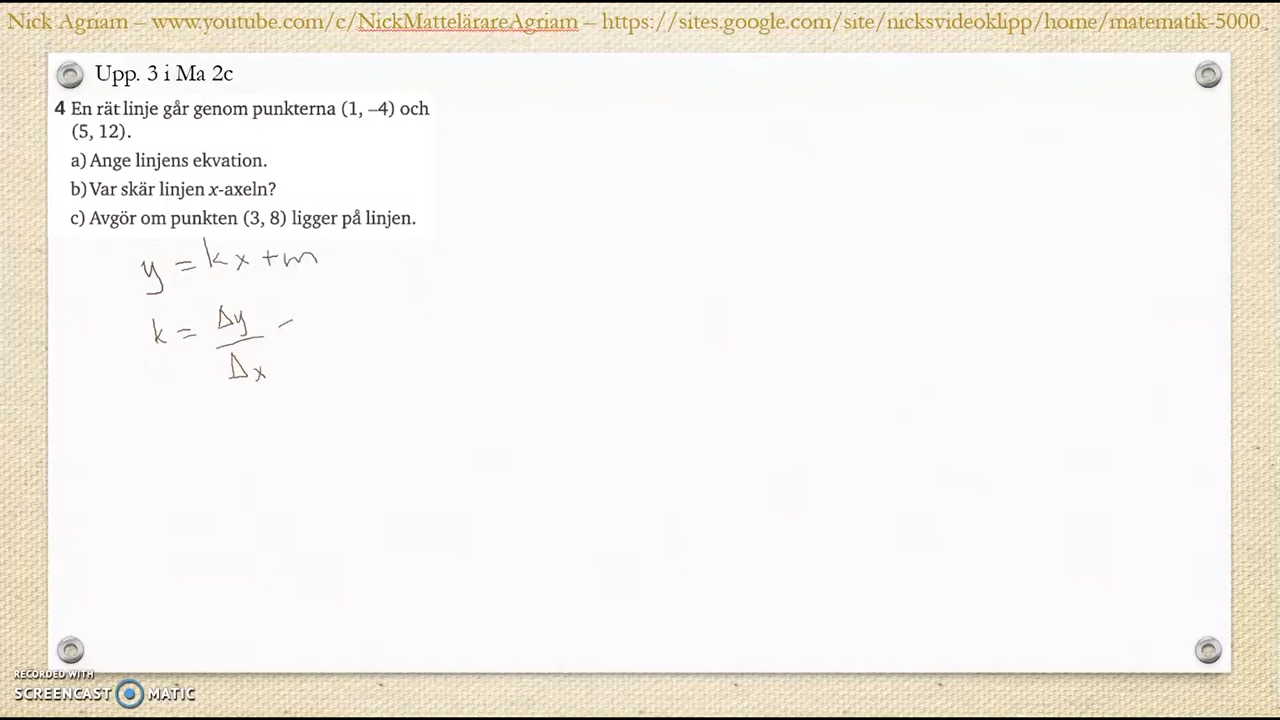 Nick Agriam – www.youtube.com/c/NickMattelärareAgriam – https://sites.google.com/site/nicksvideoklipp/home/matematik-5000
Upp. 3 i Ma 2c
4 En rät linje går genom punkterna (1, –4) och
(5, 12).
a) Ange linjens ekvation.
b) Var skär linjen x-axeln?
c) Avgör om punkten (3, 8) ligger på linjen.
y = kx + m
k = Δy / Δx =
RECORDED WITH
SCREENCAST MATIC